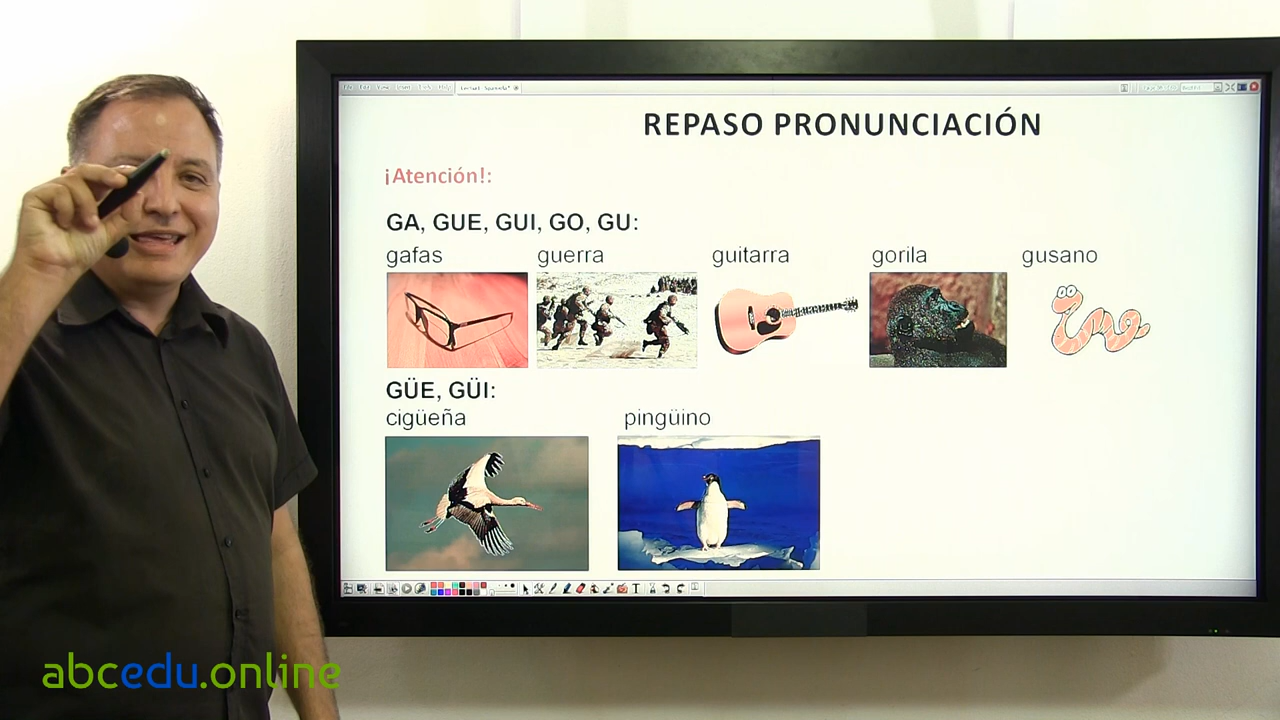 REPASO PRONUNCIACIÓN
¡Atención!:
GA, GUE, GUI, GO, GU:
gafas guerra guitarra gorila gusano
GÜE, GÜI:
cigüeña pingüino
abcedu.online